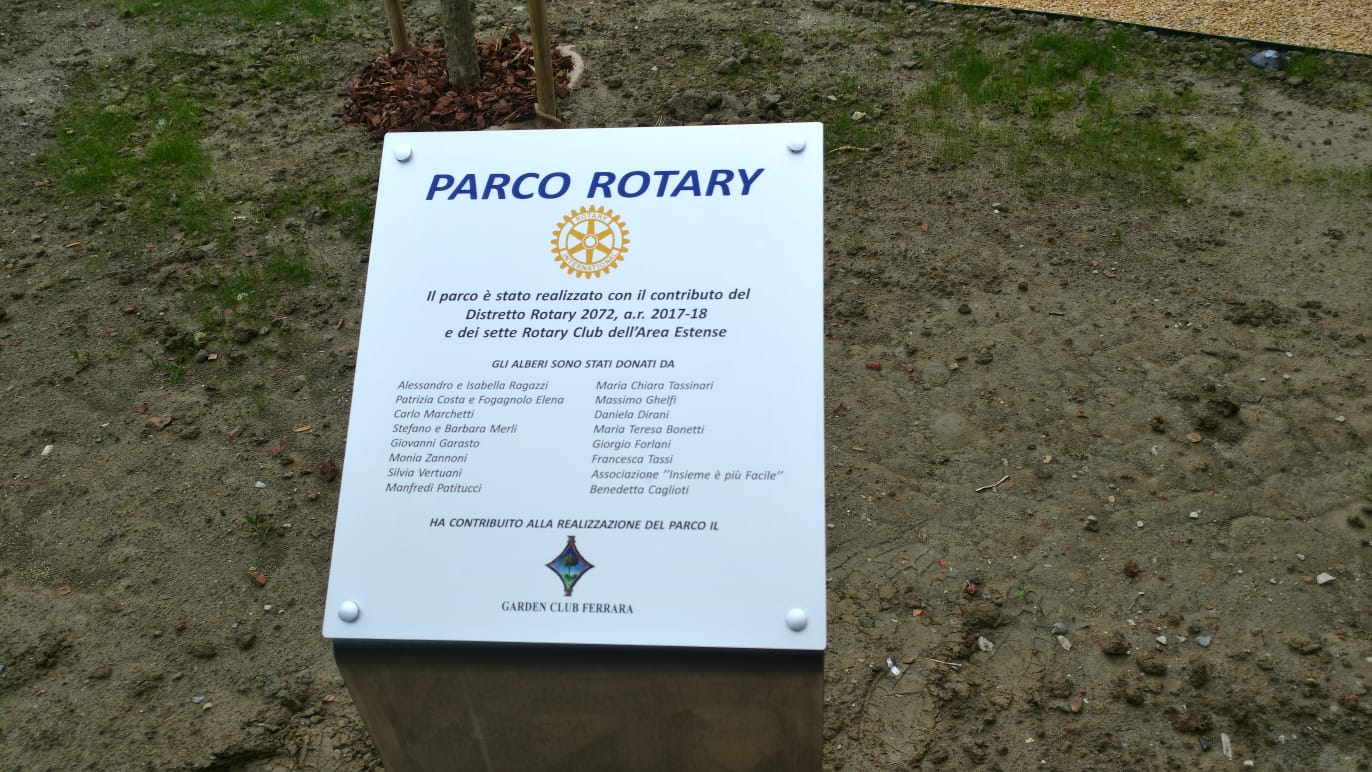 PARCO ROTARY
ROTARY
INTERNATIONAL
Il parco è stato realizzato con il contributo del
Distretto Rotary 2072, a.r. 2017-18
e dei sette Rotary Club dell'Area Estense
GLI ALBERI SONO STATI DONATI DA
Alessandro e Isabella Ragazzi
Patrizia Costa e Fogagnolo Elena
Carlo Marchetti
Stefano e Barbara Merli
Giovanni Garasto
Monia Zannoni
Silvia Vertuani
Manfredi Patitucci
Maria Chiara Tassinari
Massimo Ghelfi
Daniela Dirani
Maria Teresa Bonetti
Giorgio Forlani
Francesca Tassi
Associazione ''Insieme è più Facile''
Benedetta Caglioti
HA CONTRIBUITO ALLA REALIZZAZIONE DEL PARCO IL
GARDEN CLUB FERRARA